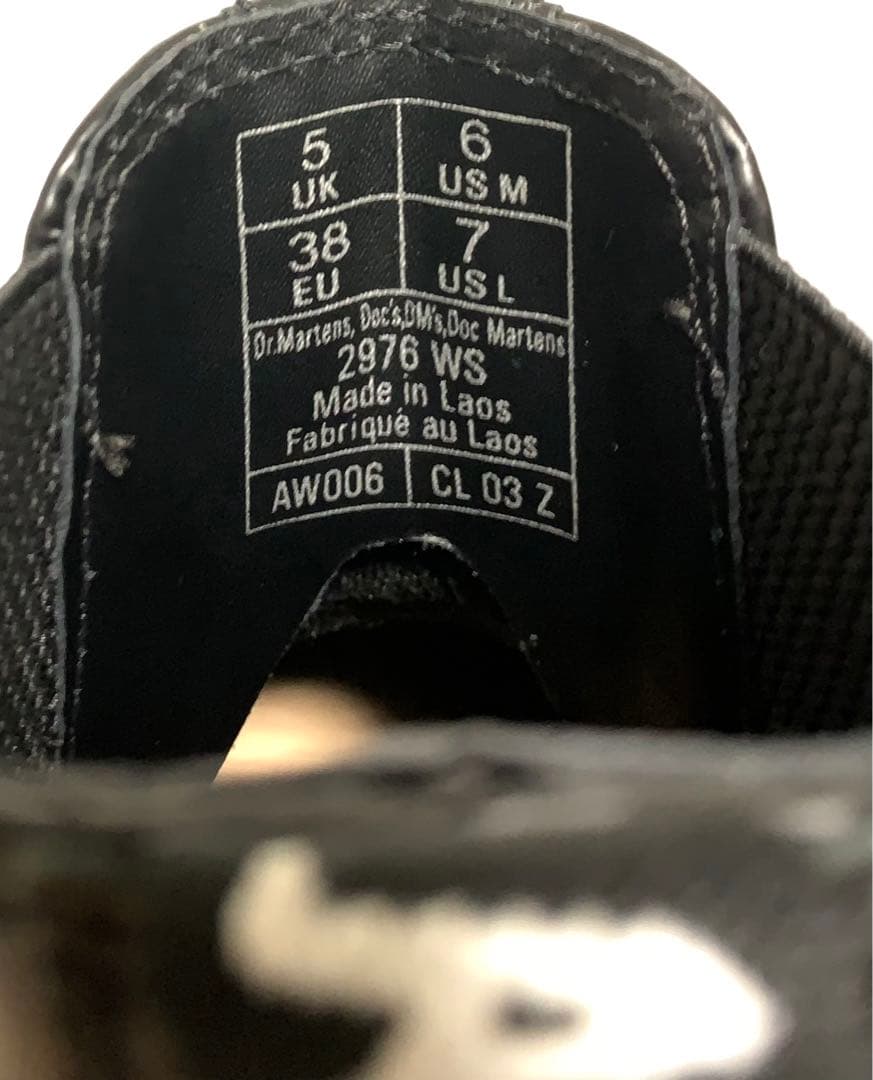 5 6
UK US M
38 7
EU US L
Dr.Martens, Doc's,DM's,Doc Martens
2976 WS
Made in Laos
Fabriqué au Laos
AW006 CL 03 Z